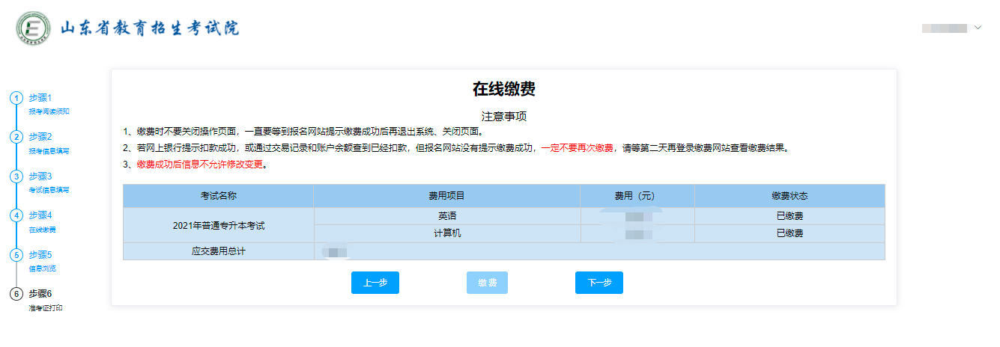 山东省教育招生考试院
1 步骤1
报考阅读须知
2 步骤2
报考信息填写
3 步骤3
考试信息填写
4 步骤4
在线缴费
5 步骤5
信息浏览
6 步骤6
准考证打印
在线缴费
注意事项
1、缴费时不要关闭操作页面，一直要等到报名网站提示缴费成功后再退出系统、关闭页面。
2、若网上银行提示扣款成功，或通过交易记录和账户余额查到已经扣款，但报名网站没有提示缴费成功，一定不要再次缴费，请等第二天再登录缴费网站查看缴费结果。
3、缴费成功后信息不允许修改变更。
考试名称 费用项目 费用（元） 缴费状态
2021年普通专升本考试 英语 已缴费
计算机 已缴费
应交费用总计
上一步 缴费 下一步